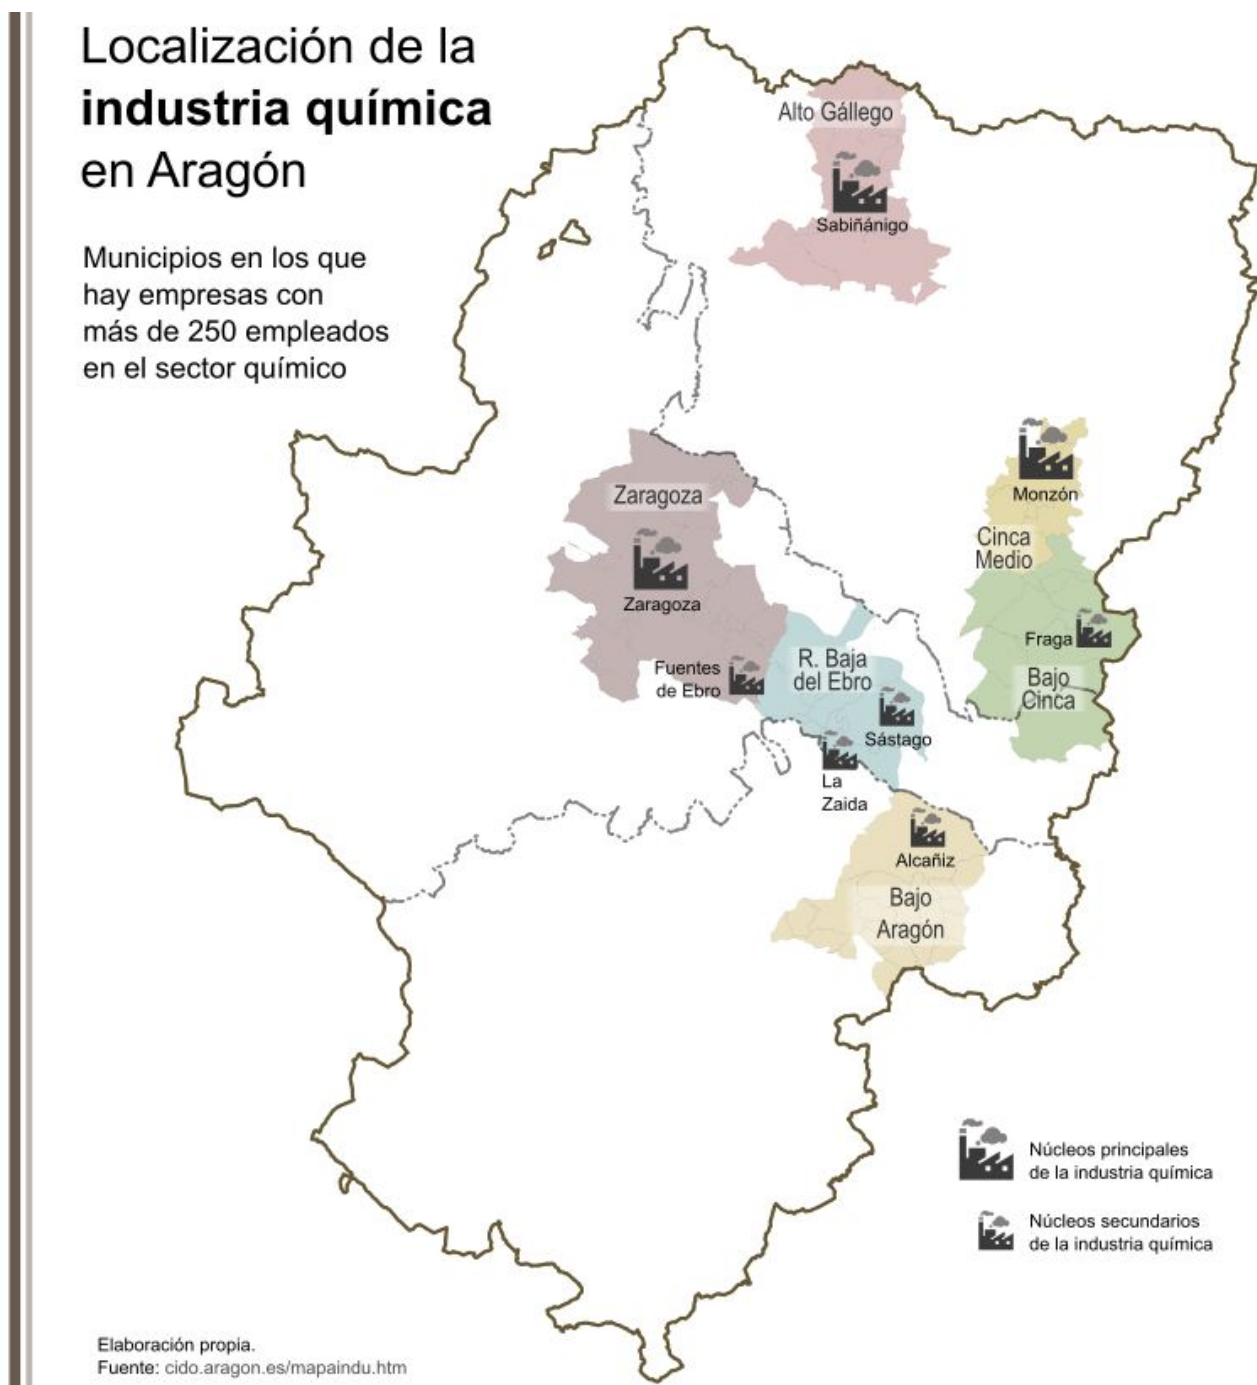 Localización de la
industria química
en Aragón
Municipios en los que
hay empresas con
más de 250 empleados
en el sector químico
Alto Gállego
Sabiñánigo
Monzón
Cinca
Medio
Zaragoza
Zaragoza
Fraga
Bajo
Cinca
Fuentes
de Ebro
R. Baja
del Ebro
Sástago
La
Zaida
Alcañiz
Bajo
Aragón
Núcleos principales
de la industria química
Núcleos secundarios
de la industria química
Elaboración propia.
Fuente: cido.aragon.es/mapaindu.htm